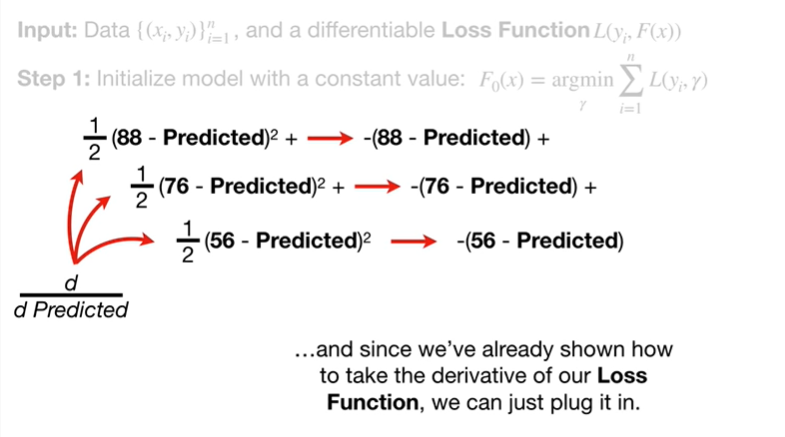 Input: Data {(xᵢ, yᵢ)}ⁿᵢ₌₁, and a differentiable Loss Function L(yᵢ, F(x))
Step 1: Initialize model with a constant value: F₀(x) = argmin_γ ∑ⁿᵢ₌₁ L(yᵢ, γ)
1/2 (88 - Predicted)² + → -(88 - Predicted) +
1/2 (76 - Predicted)² + → -(76 - Predicted) +
1/2 (56 - Predicted)² → -(56 - Predicted)
d
d Predicted
…and since we’ve already shown how
to take the derivative of our Loss
Function, we can just plug it in.